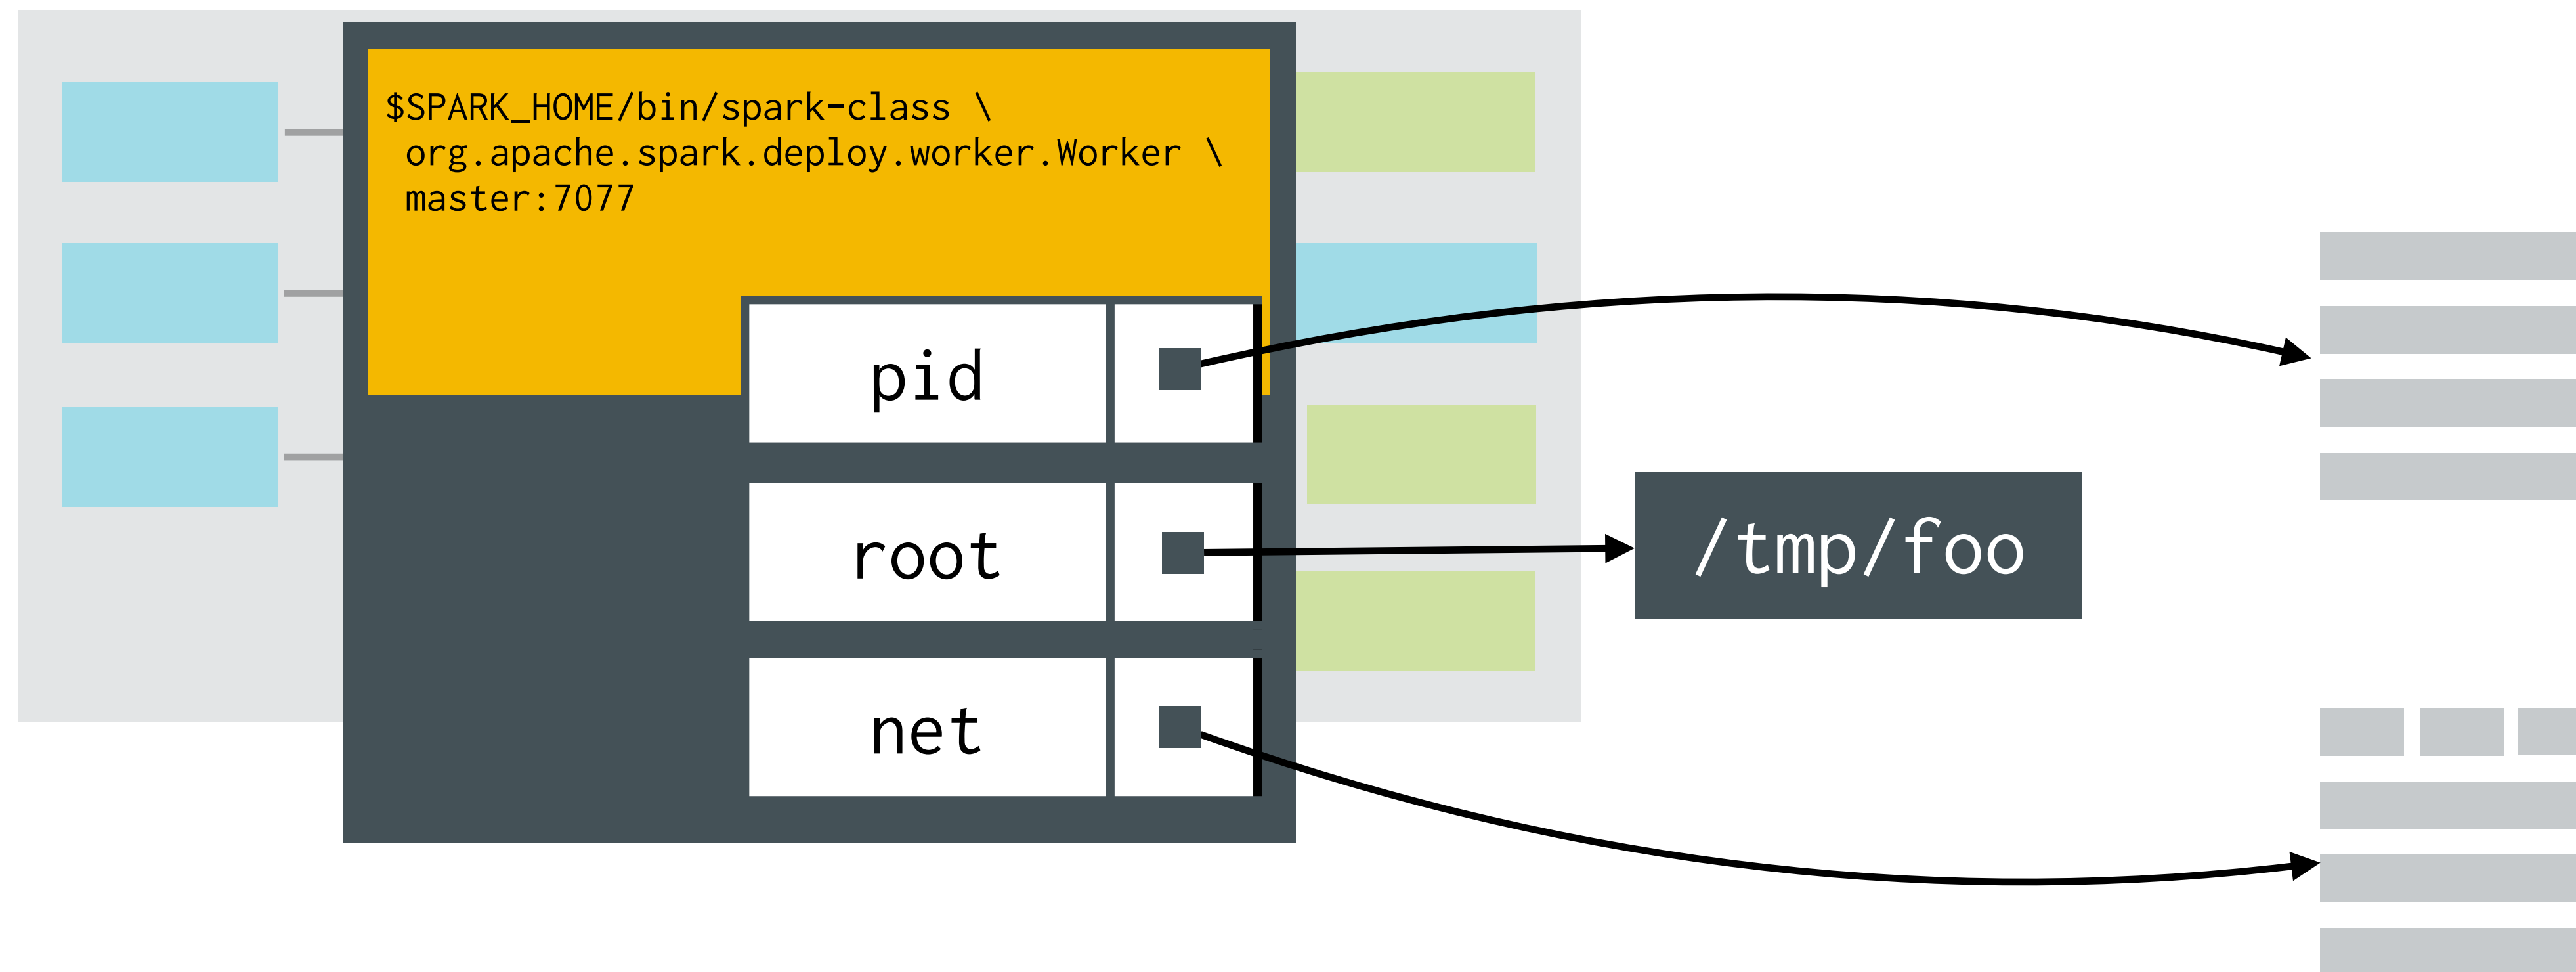 $SPARK_HOME/bin/spark-class \
org.apache.spark.deploy.worker.Worker \
master:7077
pid
root
/tmp/foo
net